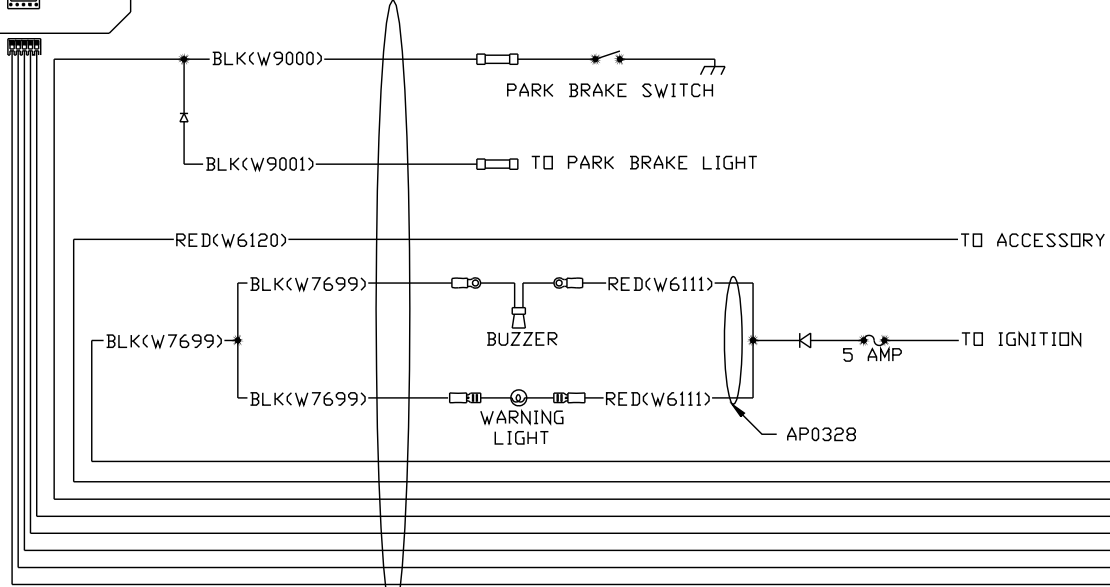 BLK(W9000)
PARK BRAKE SWITCH
BLK(W9001)
TO PARK BRAKE LIGHT
RED(W6120)
TO ACCESSORY
BLK(W7699)
RED(W6111)
BUZZER
BLK(W7699)
5 AMP
TO IGNITION
BLK(W7699)
RED(W6111)
WARNING
LIGHT
AP0328